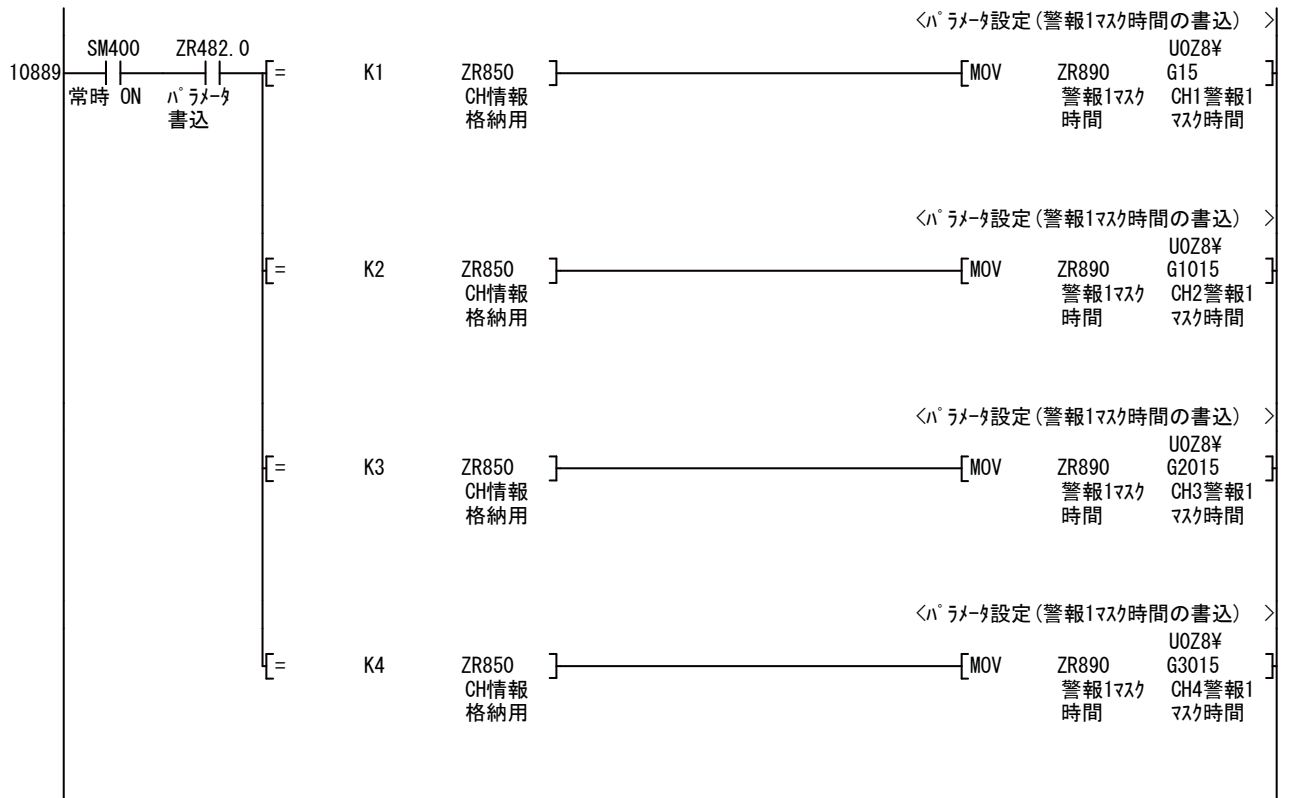 <ﾊﾟﾗﾒｰﾀ設定(警報1ﾏｽｸ時間の書込) >
SM400 ZR482.0 U0Z8¥
10889 [= K1 ZR850 ] [MOV ZR890 G15 ]
常時 ON ﾊﾟﾗﾒｰﾀ CH情報 警報1ﾏｽｸ CH1警報1
書込 格納用 時間 ﾏｽｸ時間
<ﾊﾟﾗﾒｰﾀ設定(警報1ﾏｽｸ時間の書込) >
U0Z8¥
[= K2 ZR850 ] [MOV ZR890 G1015 ]
CH情報 警報1ﾏｽｸ CH2警報1
格納用 時間 ﾏｽｸ時間
<ﾊﾟﾗﾒｰﾀ設定(警報1ﾏｽｸ時間の書込) >
U0Z8¥
[= K3 ZR850 ] [MOV ZR890 G2015 ]
CH情報 警報1ﾏｽｸ CH3警報1
格納用 時間 ﾏｽｸ時間
<ﾊﾟﾗﾒｰﾀ設定(警報1ﾏｽｸ時間の書込) >
U0Z8¥
[= K4 ZR850 ] [MOV ZR890 G3015 ]
CH情報 警報1ﾏｽｸ CH4警報1
格納用 時間 ﾏｽｸ時間